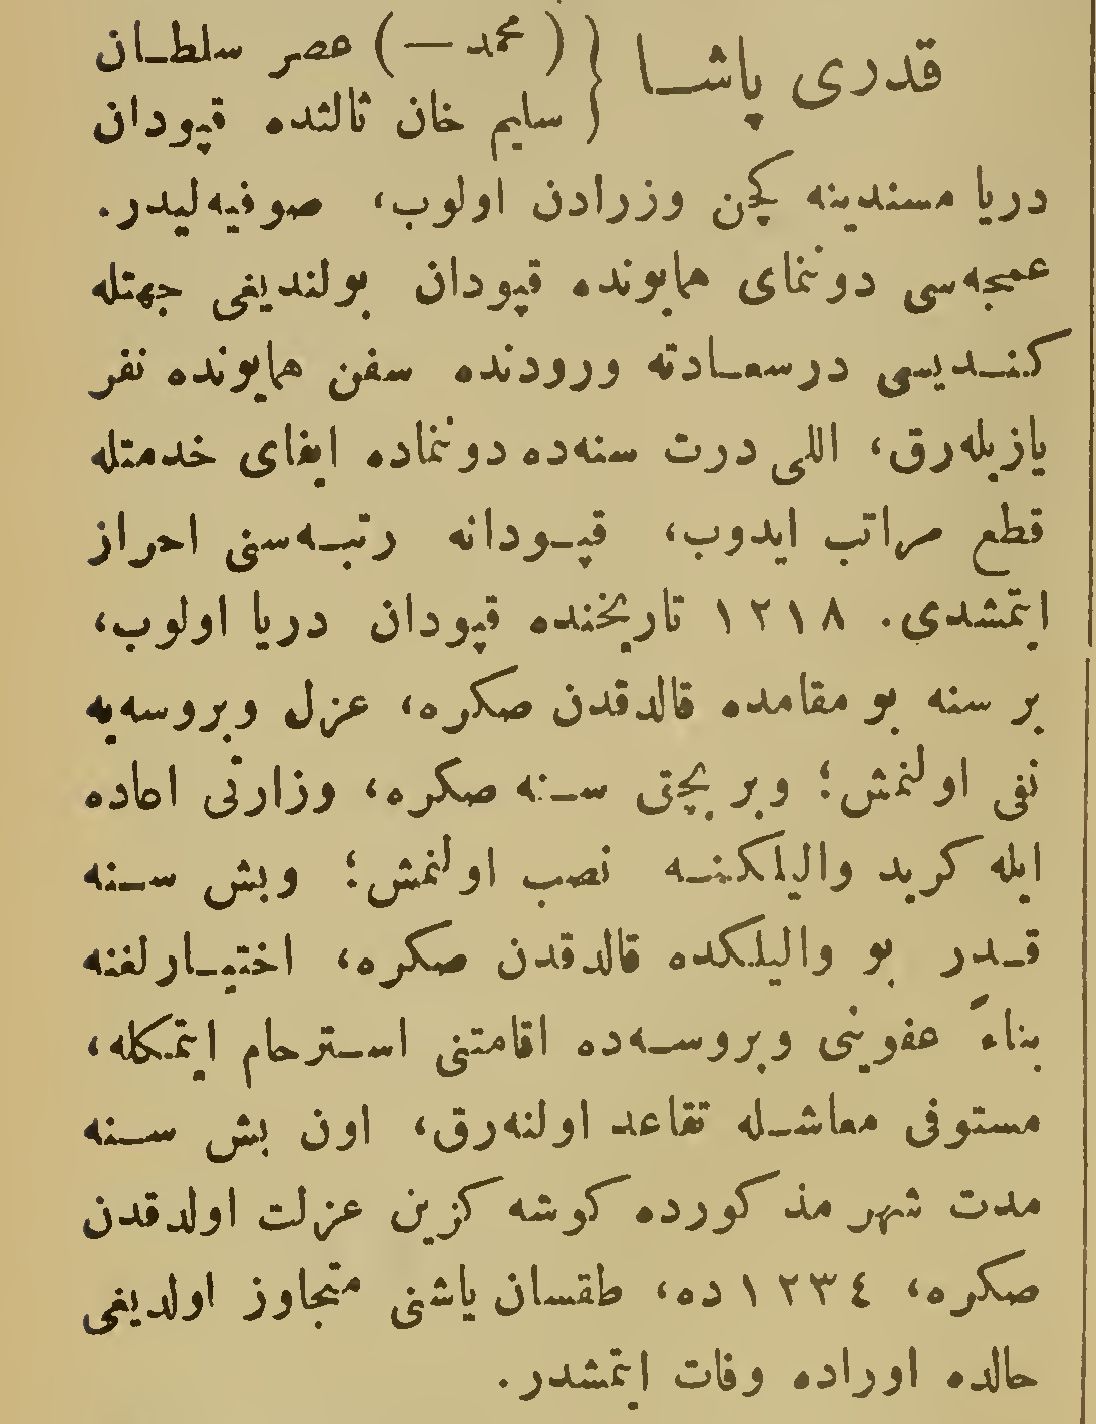 قدری پاشا { (محمد —) عصر سلطان
سلیم خان ثالثده قپودان
دریا مسندینه کچن وزرادن اولوب، صوفیه‌لیدر.
عمجه‌سی دوننمای همایونده قپودان بولندیغی جهتله
کندیسی درسعادته ورودنده سفن همایونده نفر
یازیله‌رق، اللی درت سنه‌ده دوننماده ایفای خدمتله
قطع مراتب ایدوب، قپودانه رتبه‌سنی احراز
ایتمشدی. ۱۲۱۸ تاریخنده قپودان دریا اولوب،
بر سنه بو مقامده قالدقدن صکره، عزل وبروسه‌یه
نفی اولنمش؛ وبر بچق سنه صکره، وزارتی اعاده
ایله کرید والیلکنه نصب اولنمش؛ وبش سنه
قدر بو والیلکده قالدقدن صکره، اختیارلغنه
بناءً عفوینی وبروسه‌ده اقامتنی استرحام ایتمکله،
مستوفی معاشله تقاعد اولنه‌رق، اون بش سنه
مدت شهر مذکورده کوشه کزین عزلت اولدقدن
صکره، ۱۲۳٤ ده، طقسان یاشنی متجاوز اولدیغی
حالده اوراده وفات ایتمشدر.